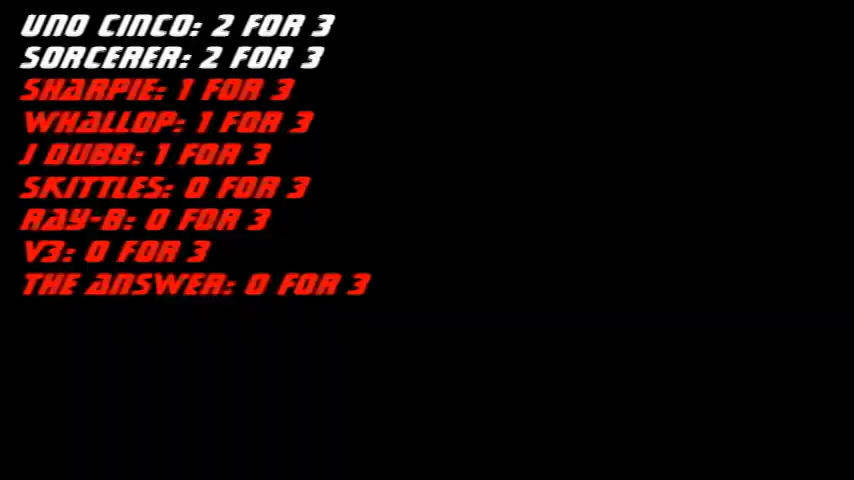 UNO CINCO: 2 FOR 3
SORCERER: 2 FOR 3
SHARPIE: 1 FOR 3
WHALLOP: 1 FOR 3
J DUBB: 1 FOR 3
SKITTLES: 0 FOR 3
RAY-B: 0 FOR 3
V3: 0 FOR 3
THE ANSWER: 0 FOR 3